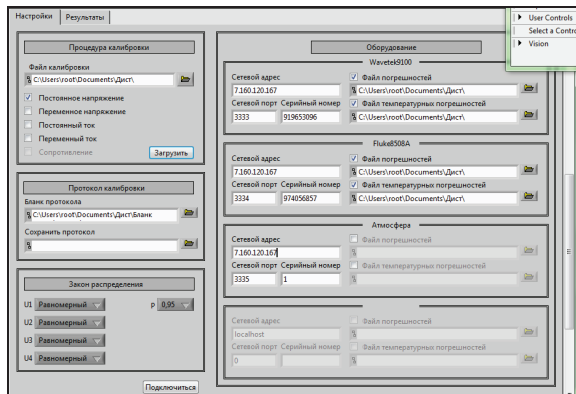 Настройки
Результаты
User Controls
Select a Contro
Vision
Процедура калибровки
Файл калибровки
C:\Users\root\Documents\Дист\
Постоянное напряжение
Переменное напряжение
Постоянный ток
Переменный ток
Сопротивление
Загрузить
Протокол калибровки
Бланк протокола
C:\Users\root\Documents\Дист\Бланк
Сохранить протокол
Закон распределения
U1 Равномерный p 0,95
U2 Равномерный
U3 Равномерный
U4 Равномерный
Подключиться
Оборудование
Wavetek9100
Сетевой адрес Файл погрешностей
7.160.120.167 C:\Users\root\Documents\Дист\
Сетевой порт Серийный номер Файл температурных погрешностей
3333 919653096 C:\Users\root\Documents\Дист\
Fluke8508A
Сетевой адрес Файл погрешностей
7.160.120.167 C:\Users\root\Documents\Дист\
Сетевой порт Серийный номер Файл температурных погрешностей
3334 974056857 C:\Users\root\Documents\Дист\
Атмосфера
Сетевой адрес Файл погрешностей
7.160.120.167
Сетевой порт Серийный номер Файл температурных погрешностей
3335 1
Сетевой адрес Файл погрешностей
localhost
Сетевой порт Серийный номер Файл температурных погрешностей
0